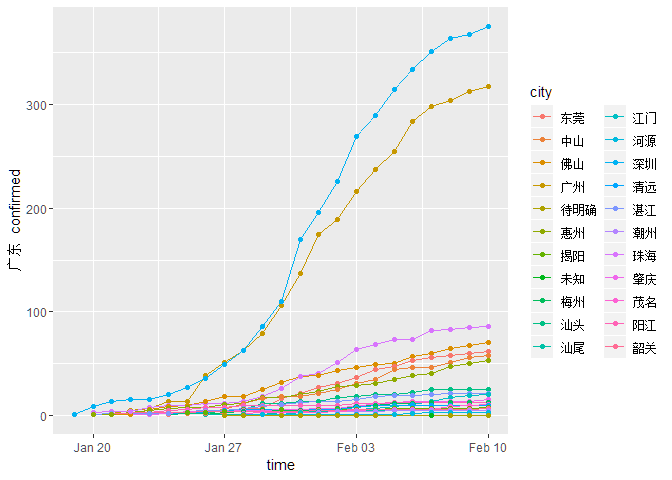 广东 confirmed
300
200
100
0
Jan 20
Jan 27
Feb 03
Feb 10
time
city
东莞
中山
佛山
广州
待明确
惠州
揭阳
未知
梅州
汕头
汕尾
江门
河源
深圳
清远
湛江
潮州
珠海
肇庆
茂名
阳江
韶关